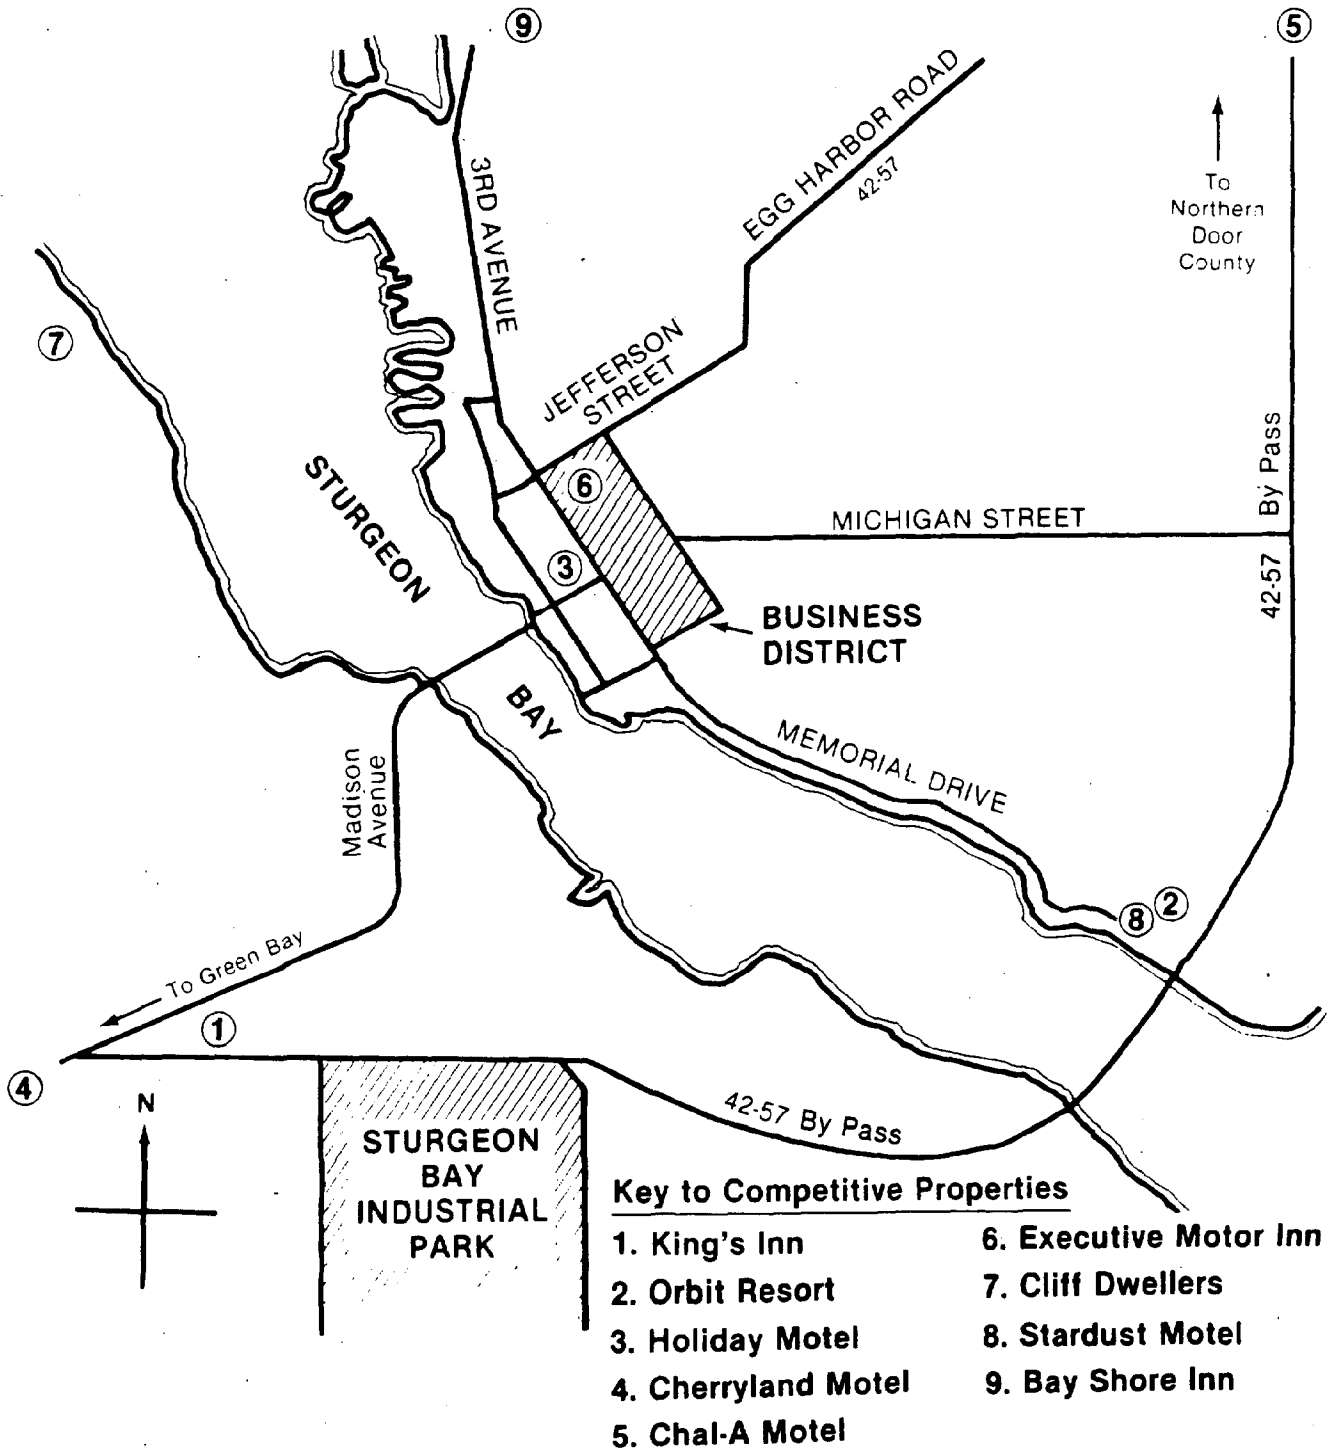 9
5
EGG HARBOR ROAD
42-57
To
Northern
Door
County
3RD AVENUE
7
JEFFERSON
STREET
By Pass
42-57
STURGEON
BAY
6
MICHIGAN STREET
3
BUSINESS
DISTRICT
MEMORIAL DRIVE
Madison
Avenue
8
2
To Green Bay
1
4
N
42-57 By Pass
STURGEON
BAY
INDUSTRIAL
PARK
Key to Competitive Properties
1. King's Inn
2. Orbit Resort
3. Holiday Motel
4. Cherryland Motel
5. Chal-A Motel
6. Executive Motor Inn
7. Cliff Dwellers
8. Stardust Motel
9. Bay Shore Inn